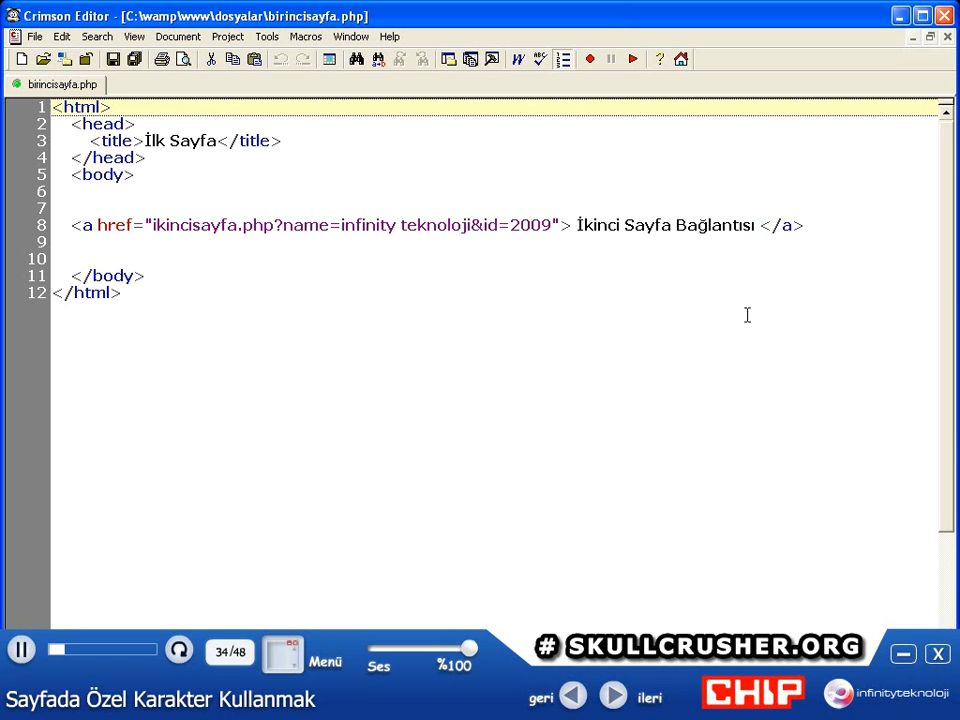 Crimson Editor - [C:\wamp\www\dosyalar\birincisayfa.php]
File Edit Search View Document Project Tools Macros Window Help
birincisayfa.php
1 <html>
2 <head>
3 <title>İlk Sayfa</title>
4 </head>
5 <body>
6
7
8 <a href="ikincisayfa.php?name=infinity teknoloji&id=2009"> İkinci Sayfa Bağlantısı </a>
9
10
11 </body>
12 </html>
# SKULLCRUSHER.ORG
34/48
Menü
Ses
%100
Sayfada Özel Karakter Kullanmak
geri
ileri
CHIP
infinityteknoloji